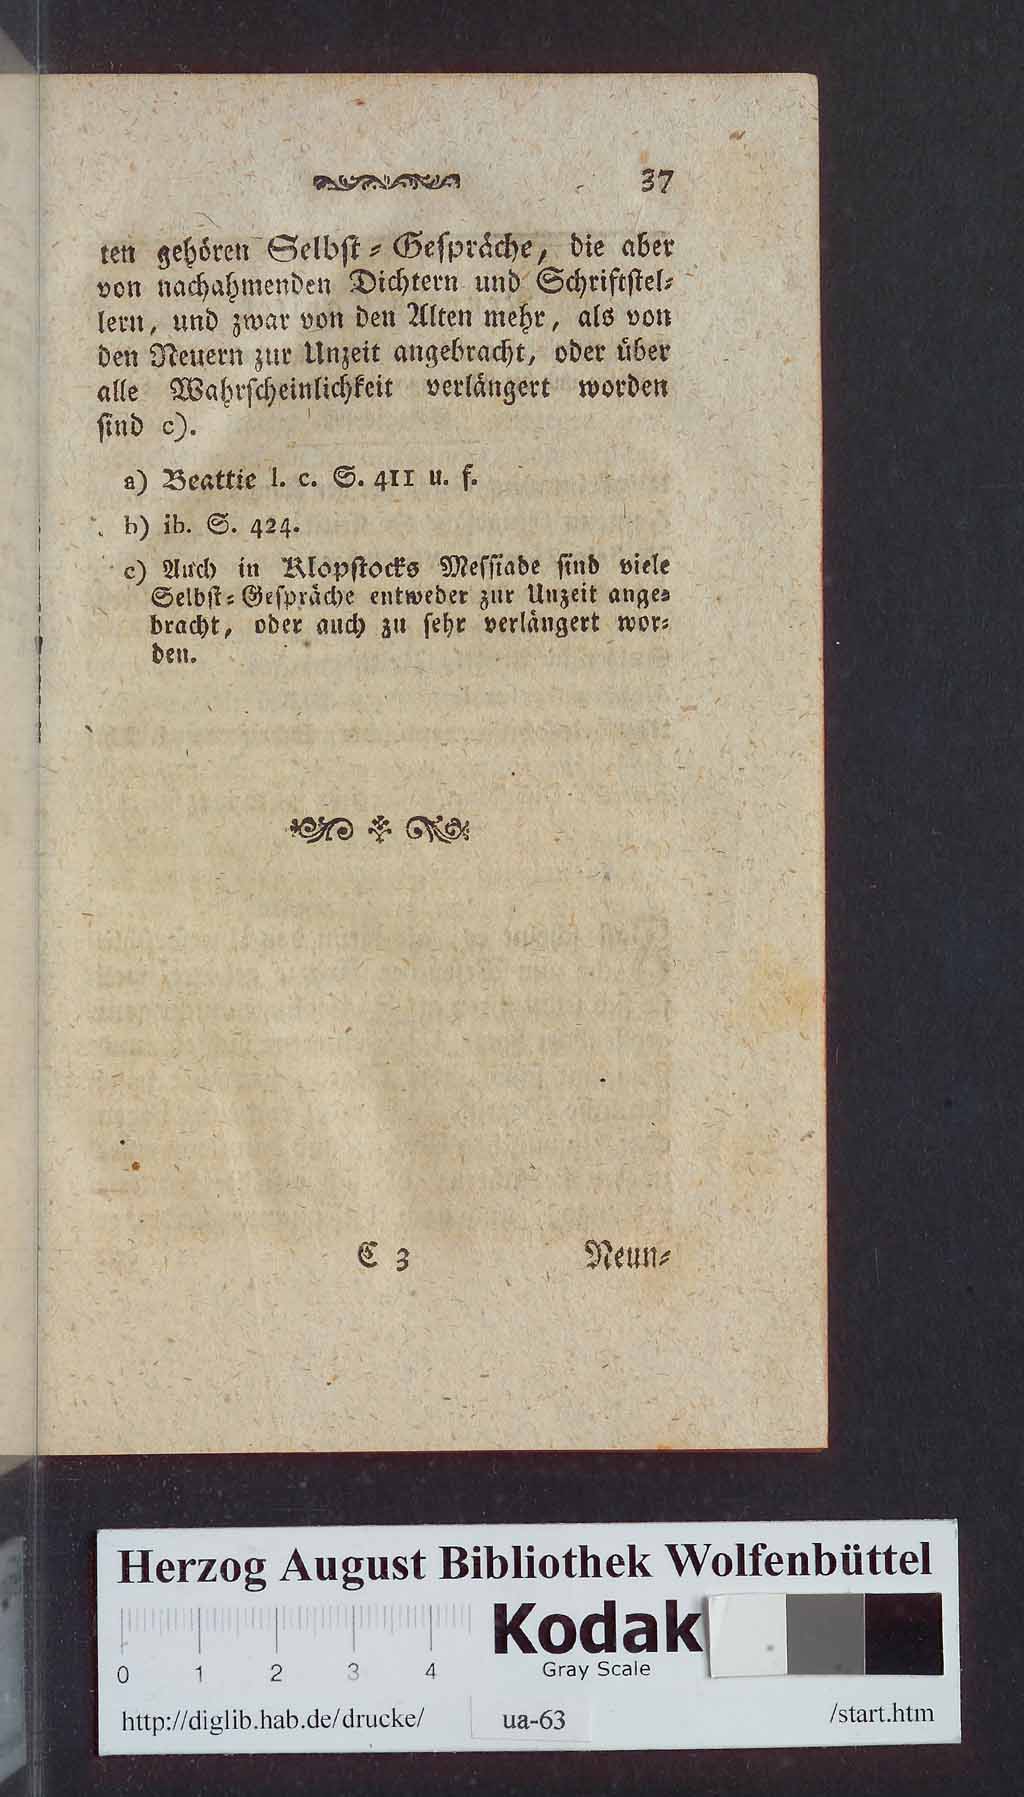 37
ten gehören Selbst⸗Gespräche, die aber
von nachahmenden Dichtern und Schriftstel⸗
lern, und zwar von den Alten mehr, als von
den Neuern zur Unzeit angebracht, oder über
alle Wahrscheinlichkeit verlängert worden
sind c).
a) Beattie l. c. S. 411 u. f.
b) ib. S. 424.
c) Auch in Klopstocks Messiade sind viele
Selbst⸗Gespräche entweder zur Unzeit ange⸗
bracht, oder auch zu sehr verlängert wor⸗
den.
C 3 Neun⸗
Herzog August Bibliothek Wolfenbüttel
Kodak
Gray Scale
0 1 2 3 4
http://diglib.hab.de/drucke/ ua-63 /start.htm